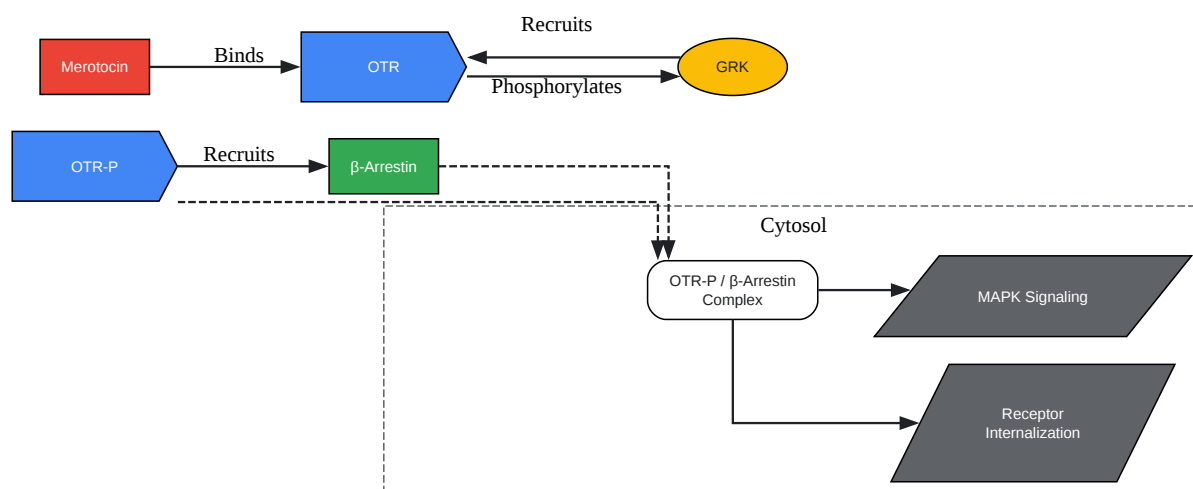 Recruits
Merotocin
Binds
OTR
GRK
Phosphorylates
OTR-P
Recruits
β-Arrestin
Cytosol
OTR-P / β-Arrestin
Complex
MAPK Signaling
Receptor
Internalization